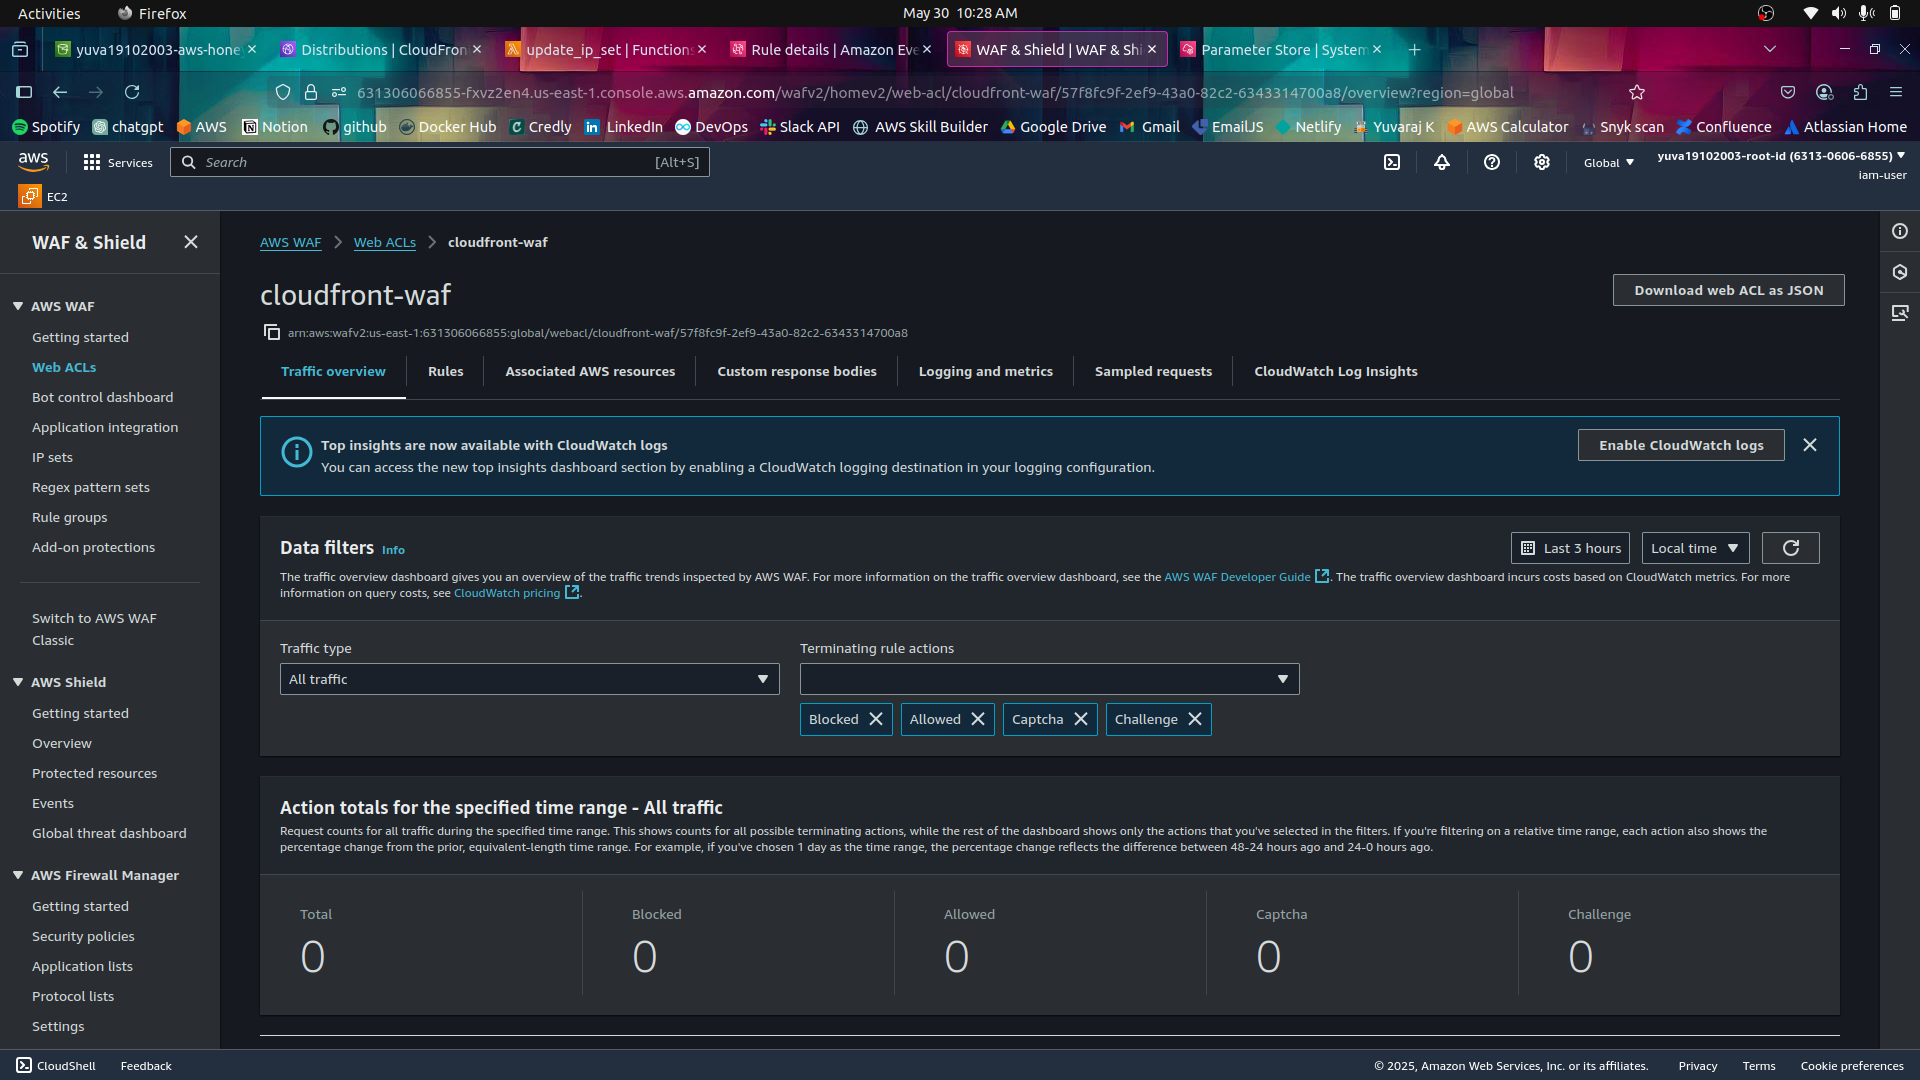 Activities
Firefox
May 30 10:28 AM
yuva19102003-aws-hone
Distributions | CloudFron
update_ip_set | Functions
Rule details | Amazon Eve
WAF & Shield | WAF & Shi
Parameter Store | System
631306066855-fxvz2en4.us-east-1.console.aws.amazon.com/wafv2/homev2/web-acl/cloudfront-waf/57f8fc9f-2ef9-43a0-82c2-6343314700a8/overview?region=global
Spotify
chatgpt
AWS
Notion
github
Docker Hub
Credly
LinkedIn
DevOps
Slack API
AWS Skill Builder
Google Drive
Gmail
EmailJS
Netlify
Yuvaraj K
AWS Calculator
Snyk scan
Confluence
Atlassian Home
aws
Services
Search
[Alt+S]
Global
yuva19102003-root-id (6313-0606-6855)
iam-user
EC2
WAF & Shield
AWS WAF
Getting started
Web ACLs
Bot control dashboard
Application integration
IP sets
Regex pattern sets
Rule groups
Add-on protections
Switch to AWS WAF
Classic
AWS Shield
Getting started
Overview
Protected resources
Events
Global threat dashboard
AWS Firewall Manager
Getting started
Security policies
Application lists
Protocol lists
Settings
AWS WAF
Web ACLs
cloudfront-waf
cloudfront-waf
Download web ACL as JSON
arn:aws:wafv2:us-east-1:631306066855:global/webacl/cloudfront-waf/57f8fc9f-2ef9-43a0-82c2-6343314700a8
Traffic overview
Rules
Associated AWS resources
Custom response bodies
Logging and metrics
Sampled requests
CloudWatch Log Insights
Top insights are now available with CloudWatch logs
You can access the new top insights dashboard section by enabling a CloudWatch logging destination in your logging configuration.
Enable CloudWatch logs
Data filters Info
Last 3 hours
Local time
The traffic overview dashboard gives you an overview of the traffic trends inspected by AWS WAF. For more information on the traffic overview dashboard, see the AWS WAF Developer Guide . The traffic overview dashboard incurs costs based on CloudWatch metrics. For more
information on query costs, see CloudWatch pricing .
Traffic type
All traffic
Terminating rule actions
Blocked
Allowed
Captcha
Challenge
Action totals for the specified time range - All traffic
Request counts for all traffic during the specified time range. This shows counts for all possible terminating actions, while the rest of the dashboard shows only the actions that you've selected in the filters. If you're filtering on a relative time range, each action also shows the
percentage change from the prior, equivalent-length time range. For example, if you've chosen 1 day as the time range, the percentage change reflects the difference between 48-24 hours ago and 24-0 hours ago.
Total
0
Blocked
0
Allowed
0
Captcha
0
Challenge
0
CloudShell
Feedback
© 2025, Amazon Web Services, Inc. or its affiliates.
Privacy
Terms
Cookie preferences